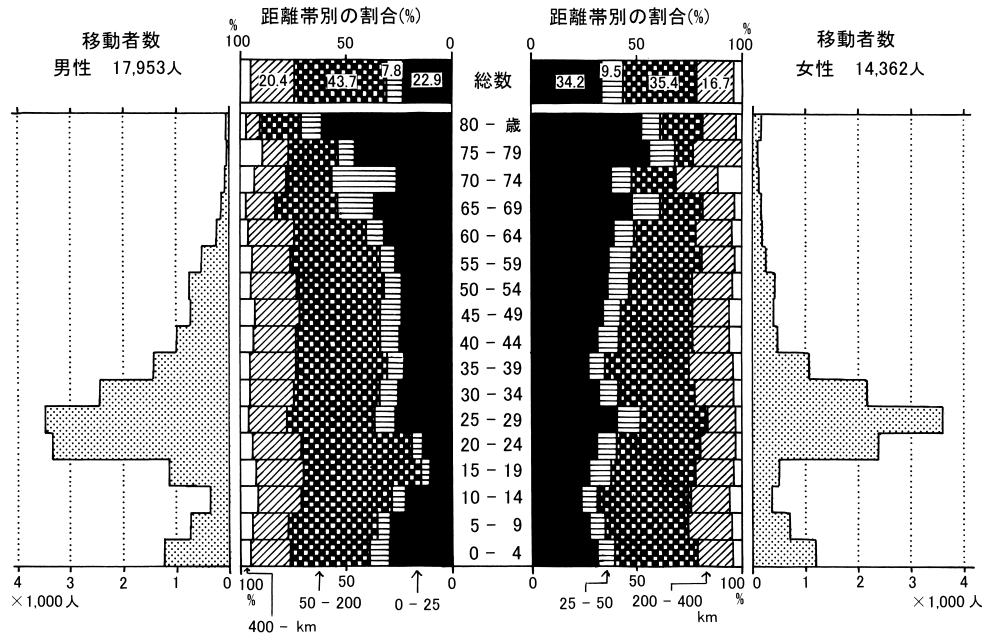 距離帯別の割合(%)
距離帯別の割合(%)
移動者数
男性 17,953人
移動者数
女性 14,362人
%
100 50 0
0 50 100
%
20.4 43.7 7.8 22.9
総数
34.2 9.5 35.4 16.7
80 - 歳
75 - 79
70 - 74
65 - 69
60 - 64
55 - 59
50 - 54
45 - 49
40 - 44
35 - 39
30 - 34
25 - 29
20 - 24
15 - 19
10 - 14
5 - 9
0 - 4
4 3 2 1 0
×1,000人
100 50 0
%
0 50 100
%
0 1 2 3 4
×1,000人
400 - km
50 - 200
0 - 25
25 - 50
200 - 400
km